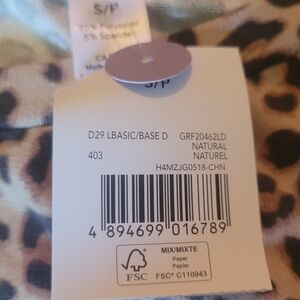 S/P
95% Polyester
5% Spandex
S/P
D29 LBASIC/BASE D GRF20462LD
NATURAL
403 NATUREL
H4MZJG0518-CHN
4 894699 016789
MIX/MIXTE
Paper
Papier
FSC
FSC® C110943